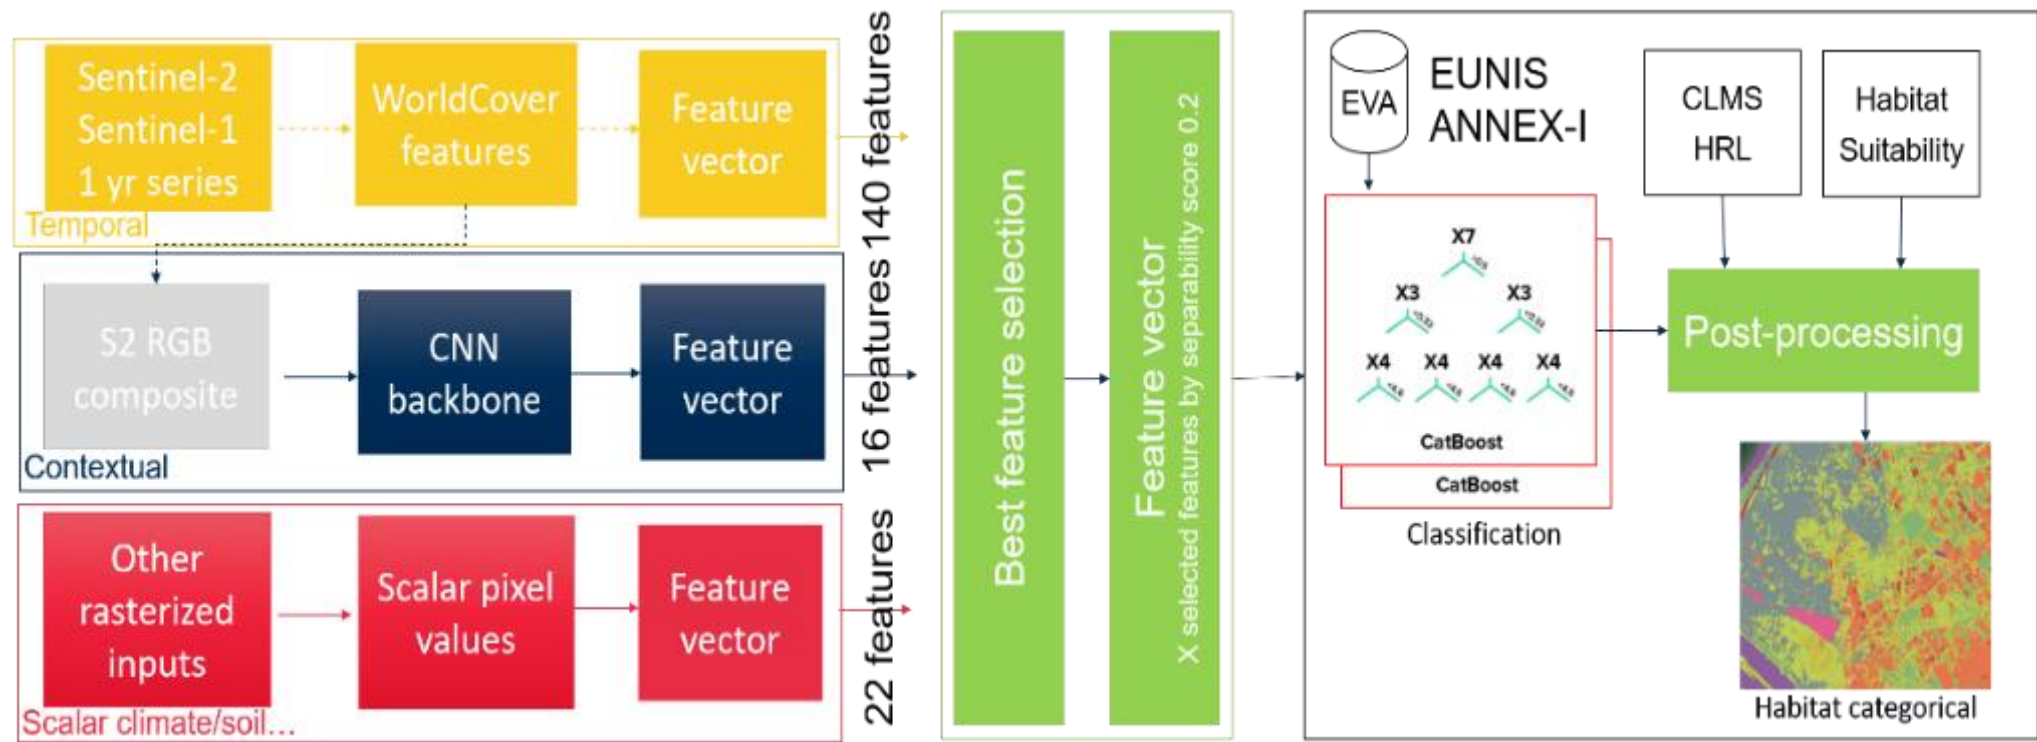 Sentinel-2
Sentinel-1
1 yr series
WorldCover
features
Feature
vector
Temporal
140 features
S2 RGB
composite
CNN
backbone
Feature
vector
Contextual
16 features
Other
rasterized
inputs
Scalar pixel
values
Feature
vector
Scalar climate/soil...
22 features
Best feature selection
Feature vector
X selected features by separability score 0.2
EVA
EUNIS
ANNEX-I
CLMS
HRL
Habitat
Suitability
X7
X3
X3
X4
X4
X4
X4
CatBoost
CatBoost
Classification
Post-processing
Habitat categorical